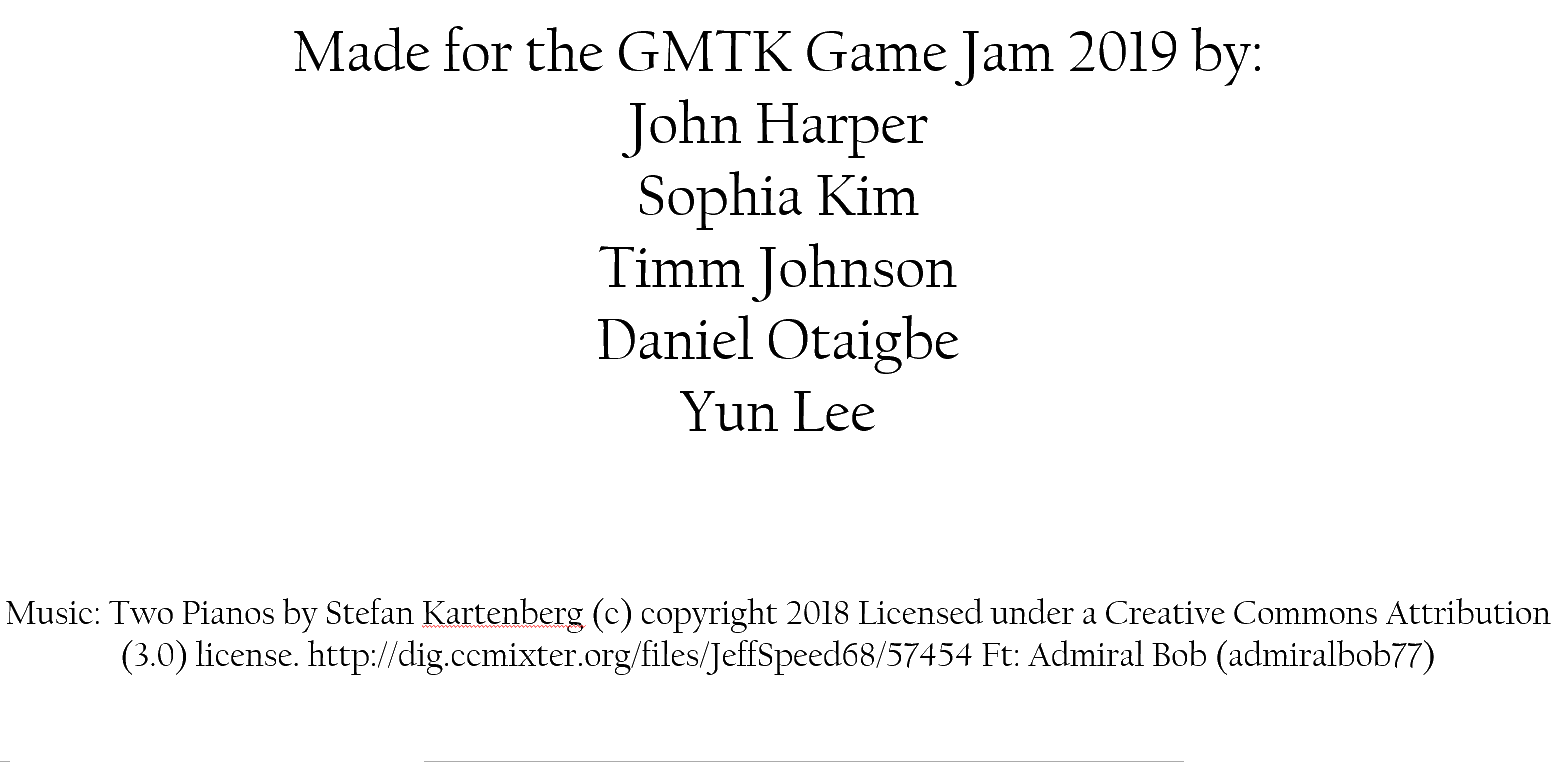 Made for the GMTK Game Jam 2019 by:
John Harper
Sophia Kim
Timm Johnson
Daniel Otaigbe
Yun Lee
Music: Two Pianos by Stefan Kartenberg (c) copyright 2018 Licensed under a Creative Commons Attribution
(3.0) license. http://dig.ccmixter.org/files/JeffSpeed68/57454 Ft: Admiral Bob (admiralbob77)